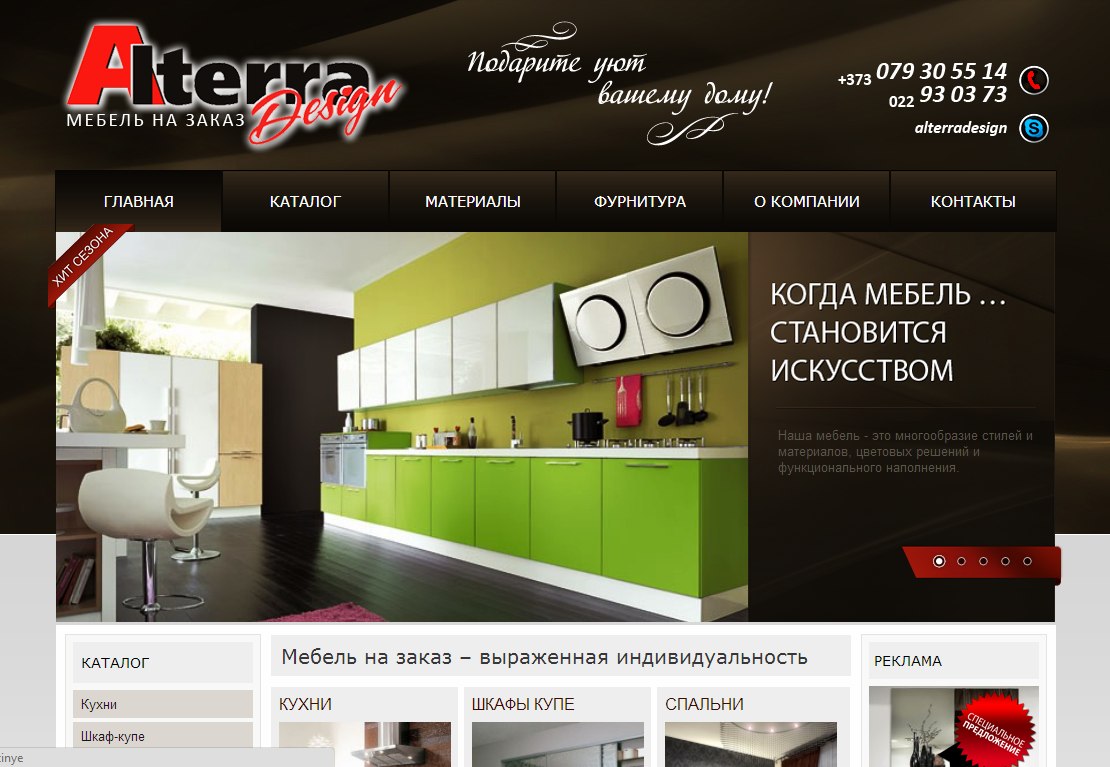 Alterra
Design
МЕБЕЛЬ НА ЗАКАЗ
Подарите уют
вашему дому!
+373 079 30 55 14
022 93 03 73
alterradesign
ГЛАВНАЯ
КАТАЛОГ
МАТЕРИАЛЫ
ФУРНИТУРА
О КОМПАНИИ
КОНТАКТЫ
ХИТ СЕЗОНА
КОГДА МЕБЕЛЬ ...
СТАНОВИТСЯ
ИСКУССТВОМ
Наша мебель - это многообразие стилей и
материалов, цветовых решений и
функционального наполнения.
КАТАЛОГ
Кухни
Шкаф-купе
Мебель на заказ – выраженная индивидуальность
КУХНИ
ШКАФЫ КУПЕ
СПАЛЬНИ
РЕКЛАМА
СПЕЦИАЛЬНОЕ
ПРЕДЛОЖЕНИЕ
inye